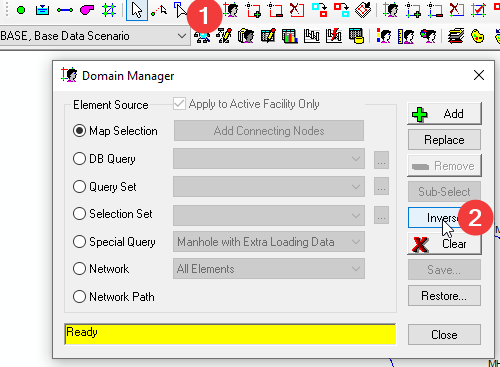 1
BASE, Base Data Scenario
Domain Manager
Element Source
Apply to Active Facility Only
Add
Map Selection
Add Connecting Nodes
Replace
DB Query
...
Remove
Query Set
...
Sub-Select
Selection Set
...
Inverse
2
Special Query
Manhole with Extra Loading Data
Clear
Network
All Elements
Save...
Network Path
Restore...
Ready
Close